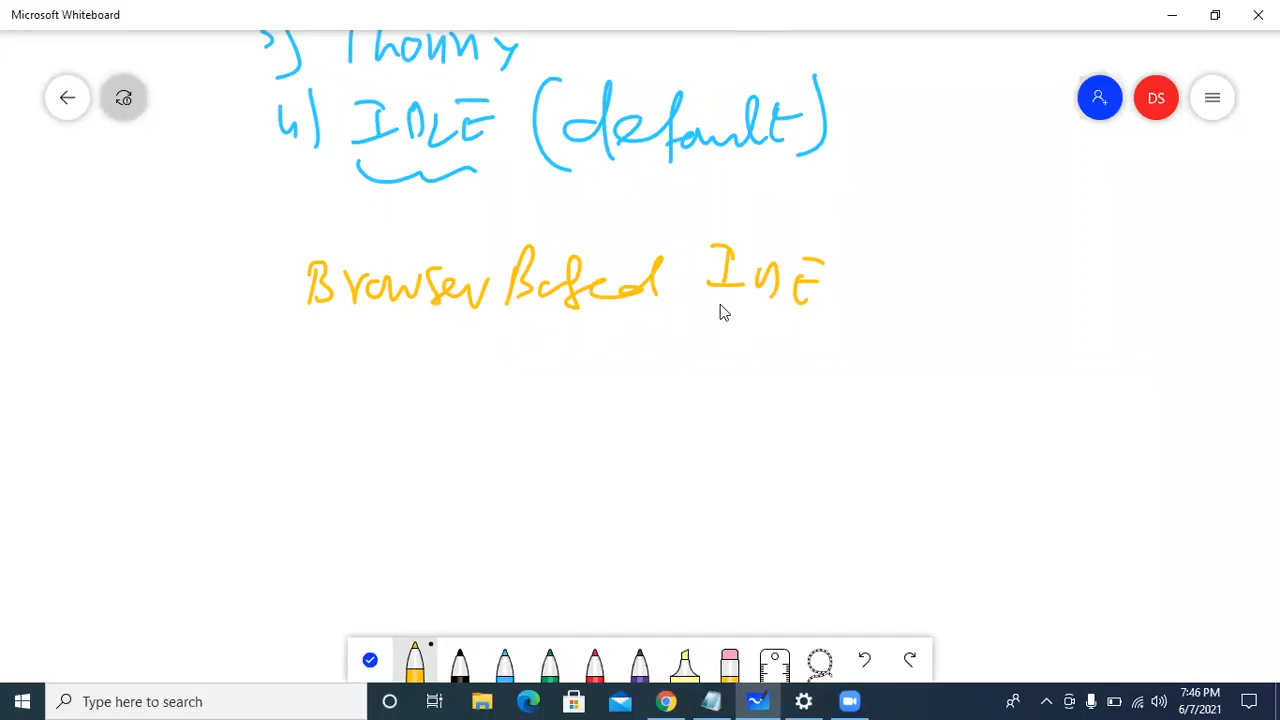 Microsoft Whiteboard
3) Thonny
4) IDLE (default)
DS
Browser Based IDE
Type here to search
7:46 PM
6/7/2021